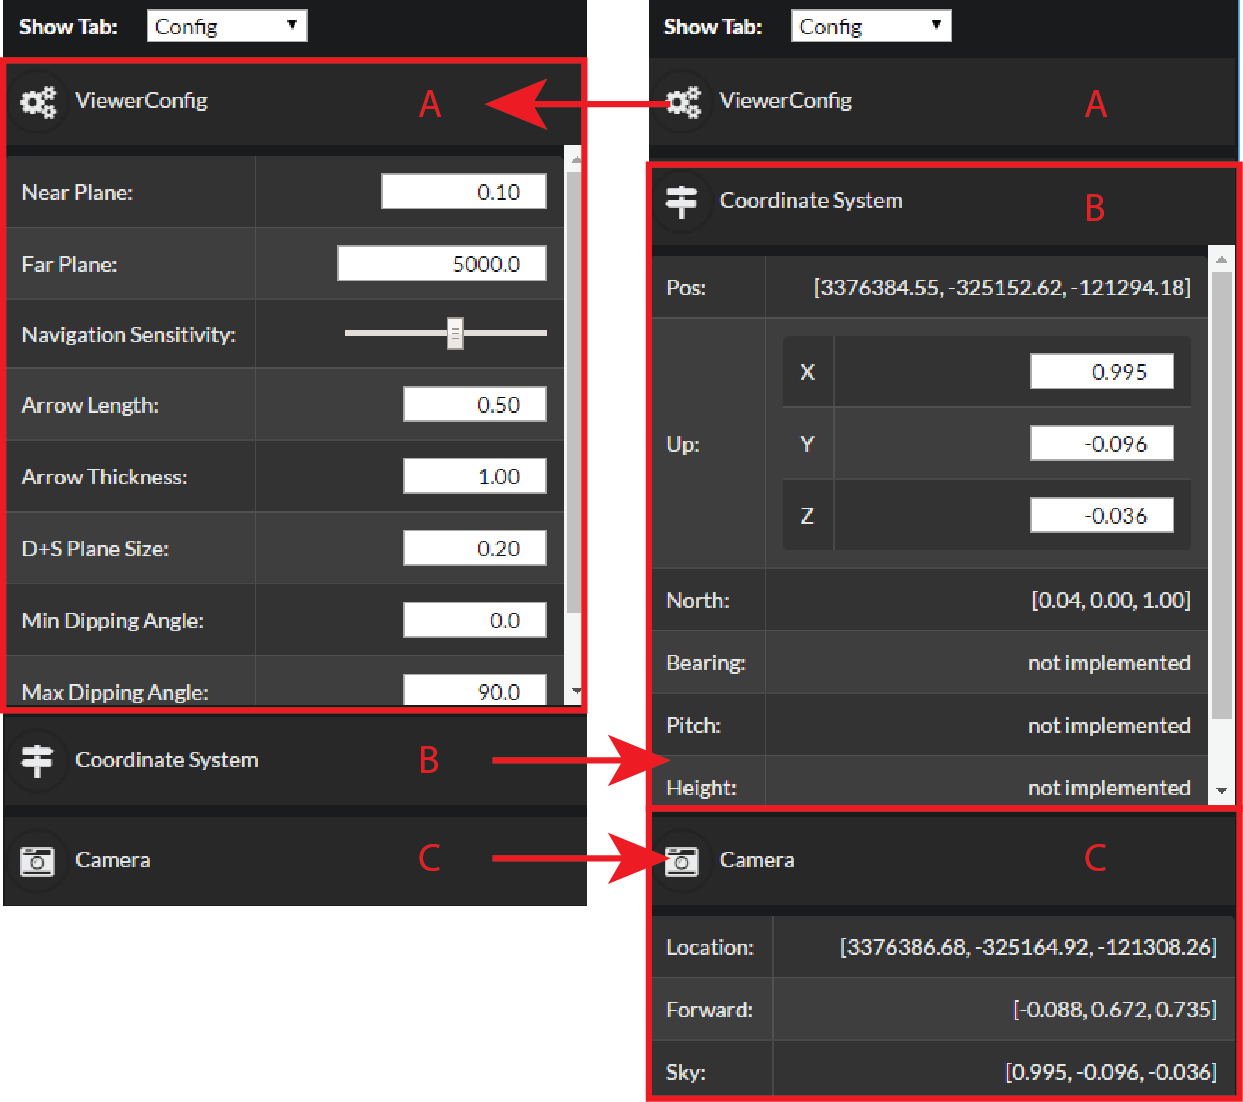 Show Tab: Config
ViewerConfig A
Near Plane: 0.10
Far Plane: 5000.0
Navigation Sensitivity:
Arrow Length: 0.50
Arrow Thickness: 1.00
D+S Plane Size: 0.20
Min Dipping Angle: 0.0
Max Dipping Angle: 90.0
Coordinate System B
Camera C
Show Tab: Config
ViewerConfig A
Coordinate System B
Pos: [3376384.55, -325152.62, -121294.18]
Up:
X 0.995
Y -0.096
Z -0.036
North: [0.04, 0.00, 1.00]
Bearing: not implemented
Pitch: not implemented
Height: not implemented
Camera C
Location: [3376386.68, -325164.92, -121308.26]
Forward: [-0.088, 0.672, 0.735]
Sky: [0.995, -0.096, -0.036]